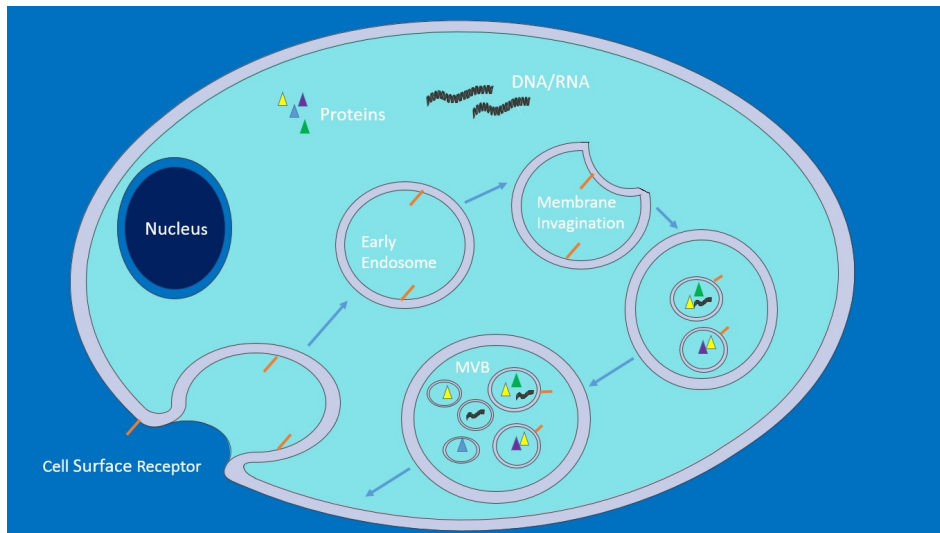 DNA/RNA
Proteins
Nucleus
Early
Endosome
Membrane
Invagination
MVB
Cell Surface Receptor